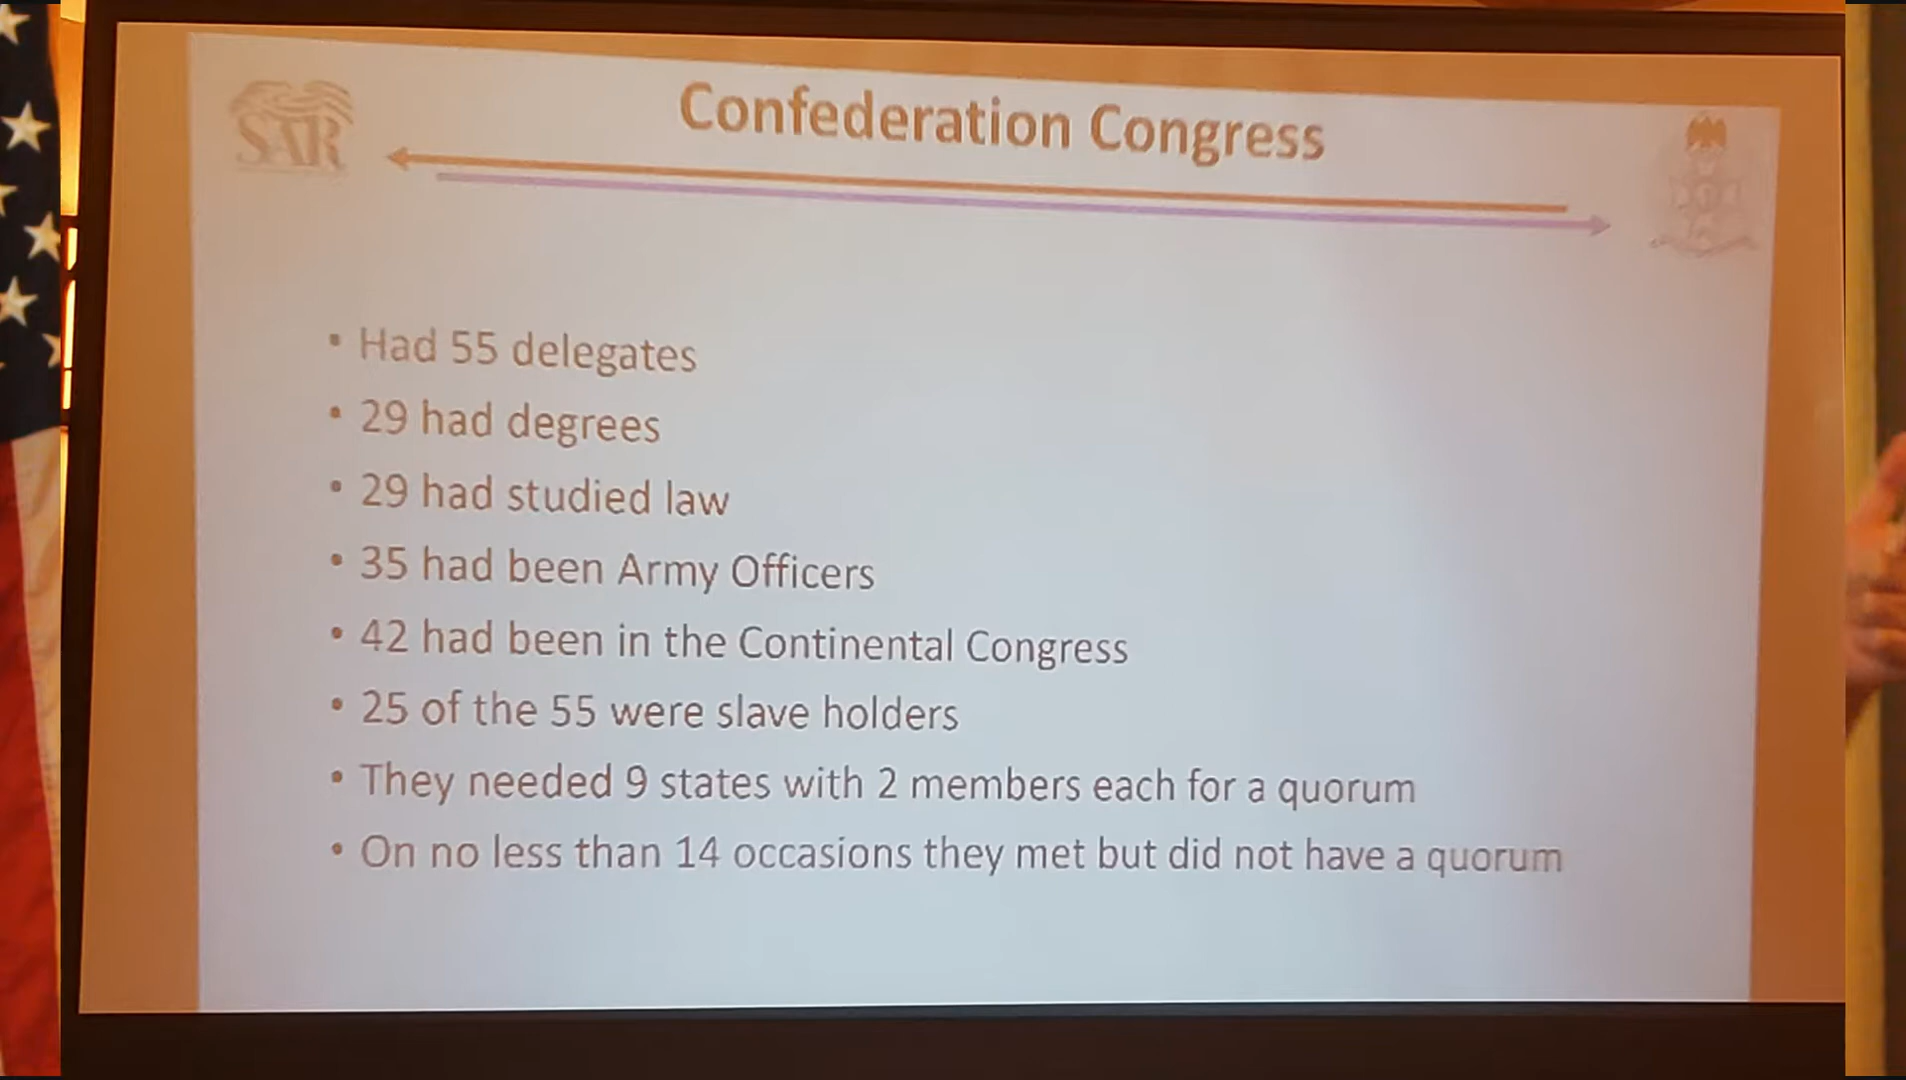 SAR
Confederation Congress
• Had 55 delegates
• 29 had degrees
• 29 had studied law
• 35 had been Army Officers
• 42 had been in the Continental Congress
• 25 of the 55 were slave holders
• They needed 9 states with 2 members each for a quorum
• On no less than 14 occasions they met but did not have a quorum